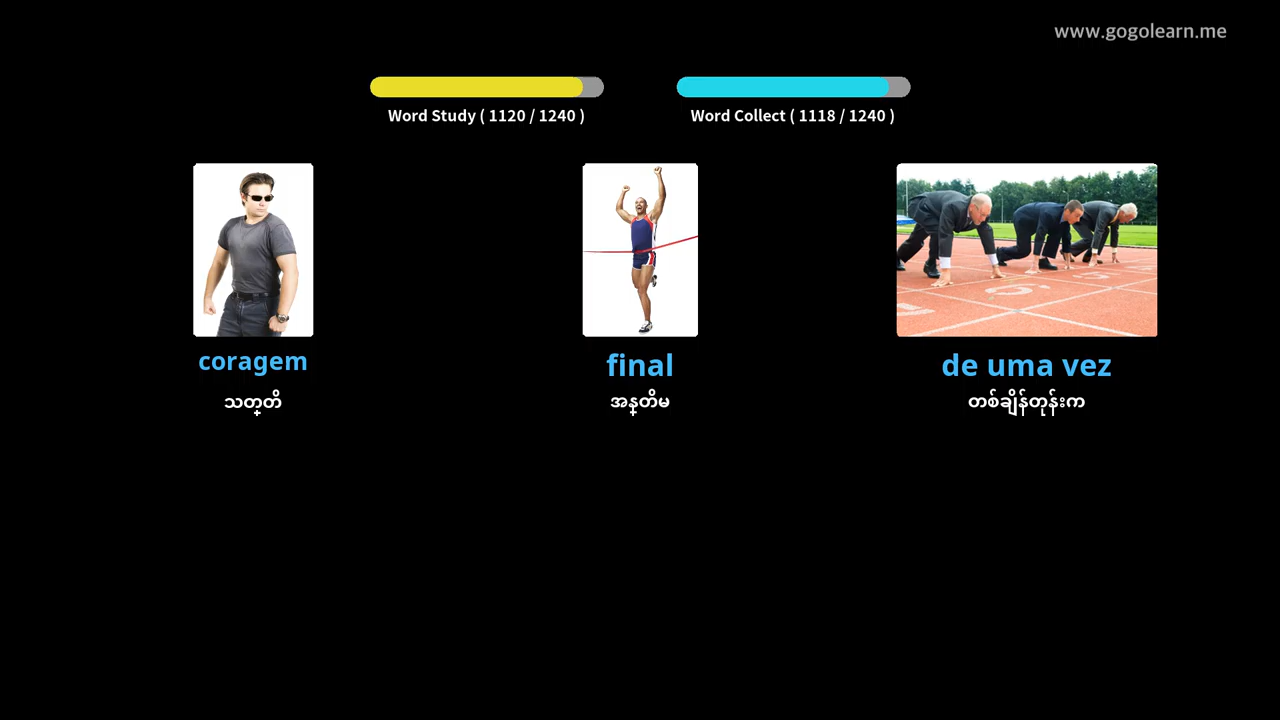 www.gogolearn.me
Word Study ( 1120 / 1240 )
Word Collect ( 1118 / 1240 )
coragem
final
de uma vez
သတ္တိ
အန္တိမ
တစ်ချိန်တုန်းက